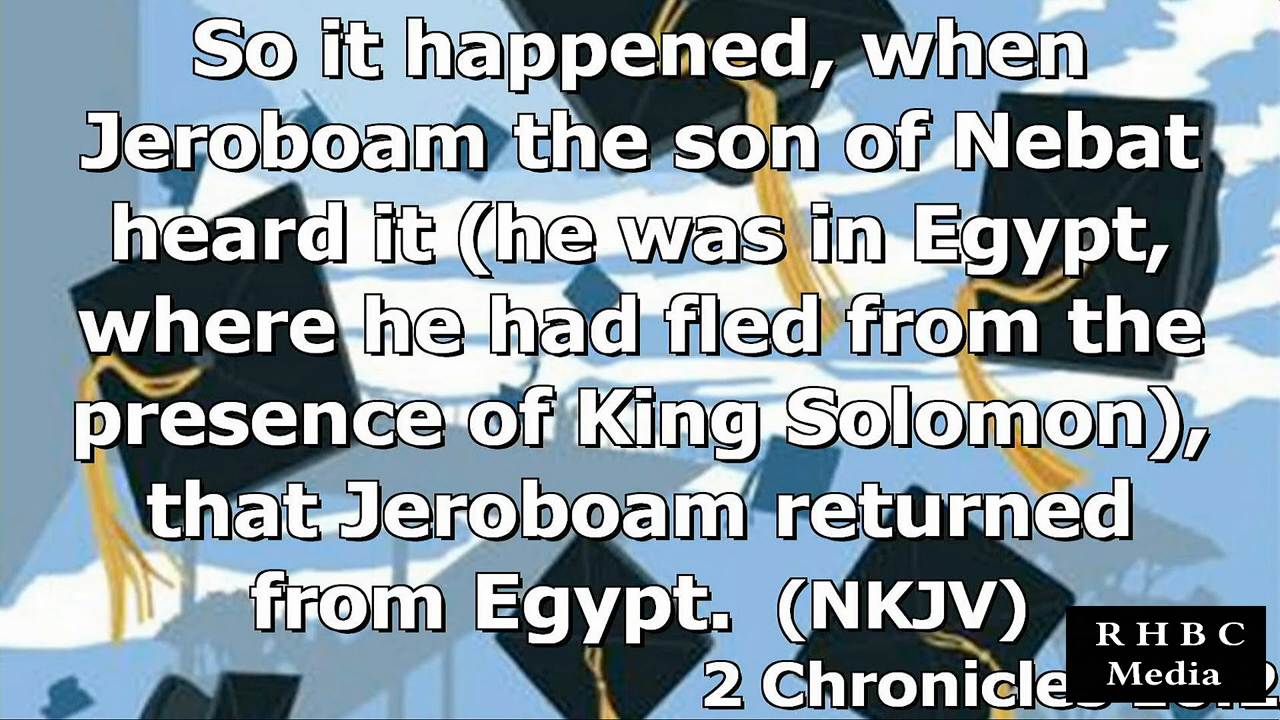 So it happened, when
Jeroboam the son of Nebat
heard it (he was in Egypt,
where he had fled from the
presence of King Solomon),
that Jeroboam returned
from Egypt. (NKJV)
2 Chronicle
R H B C
Media